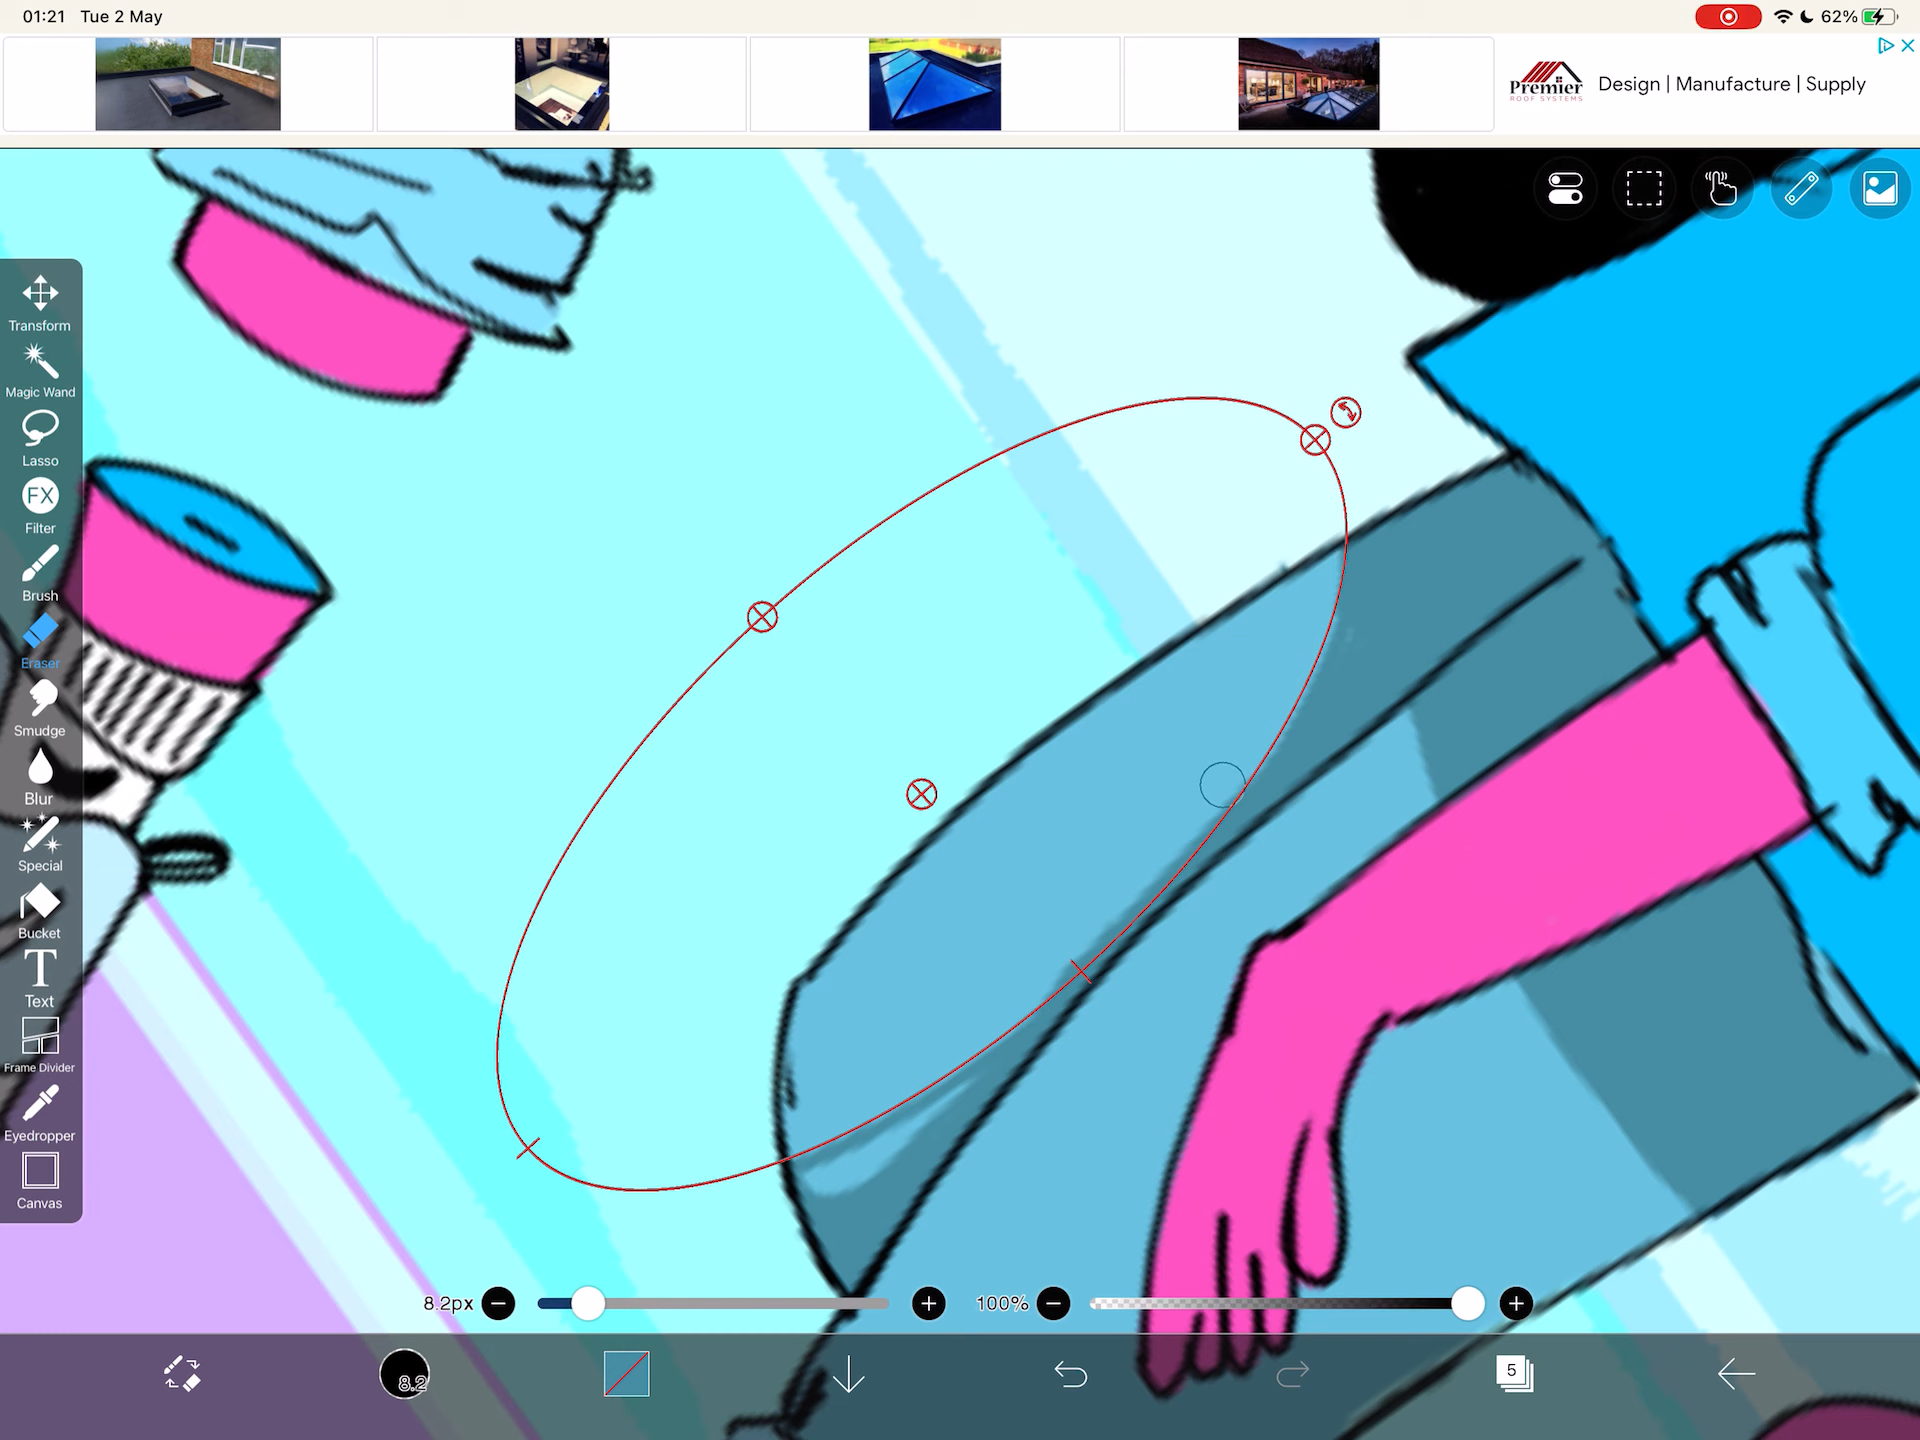 01:21 Tue 2 May
62%
Premier
ROOF SYSTEMS
Design | Manufacture | Supply
Transform
Magic Wand
Lasso
FX
Filter
Brush
Eraser
Smudge
Blur
Special
Bucket
T
Text
Frame Divider
Eyedropper
Canvas
8.2px
100%
8.2
5